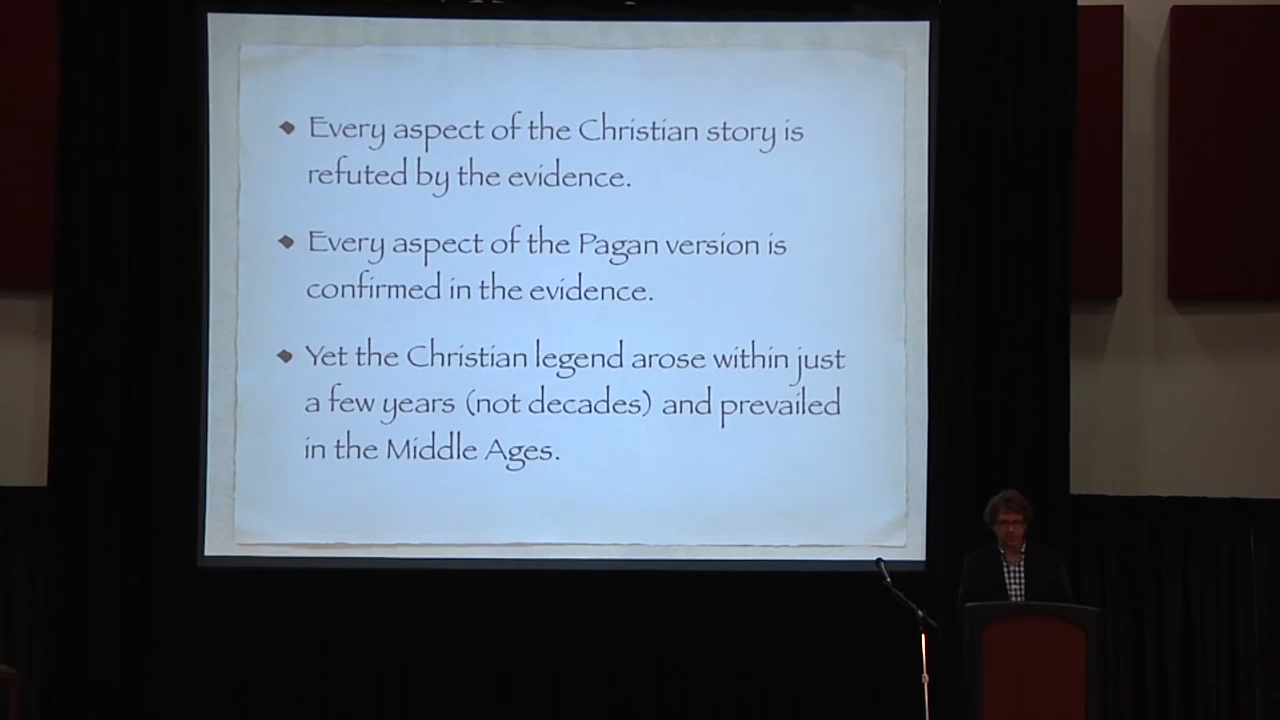 Every aspect of the Christian story is
refuted by the evidence.
Every aspect of the Pagan version is
confirmed in the evidence.
Yet the Christian legend arose within just
a few years (not decades) and prevailed
in the Middle Ages.